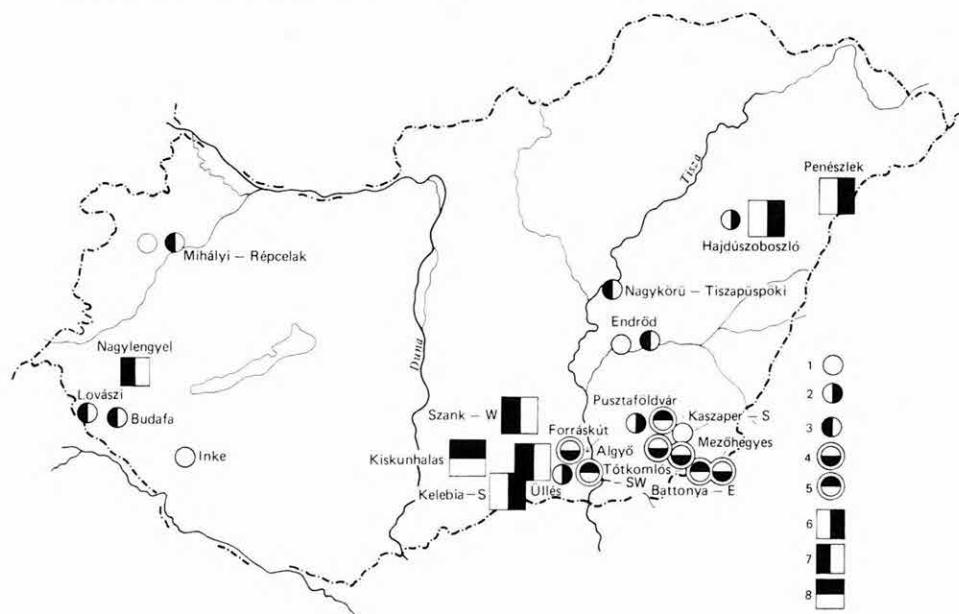 Penészlek
Tisza
Hajdúszoboszló
Mihályi – Répcelak
Nagykörü – Tiszapüspöki
Endrőd
Nagylengyel
Duna
Lovászi
Budafa
Inke
Pusztaföldvár
Kaszaper – S
Szank – W
Forráskút
Algyő
Mezőhegyes
Kiskunhalas
Tótkomlós
– SW
Kelebia – S
Üllés
Battonya – E
1
2
3
4
5
6
7
8